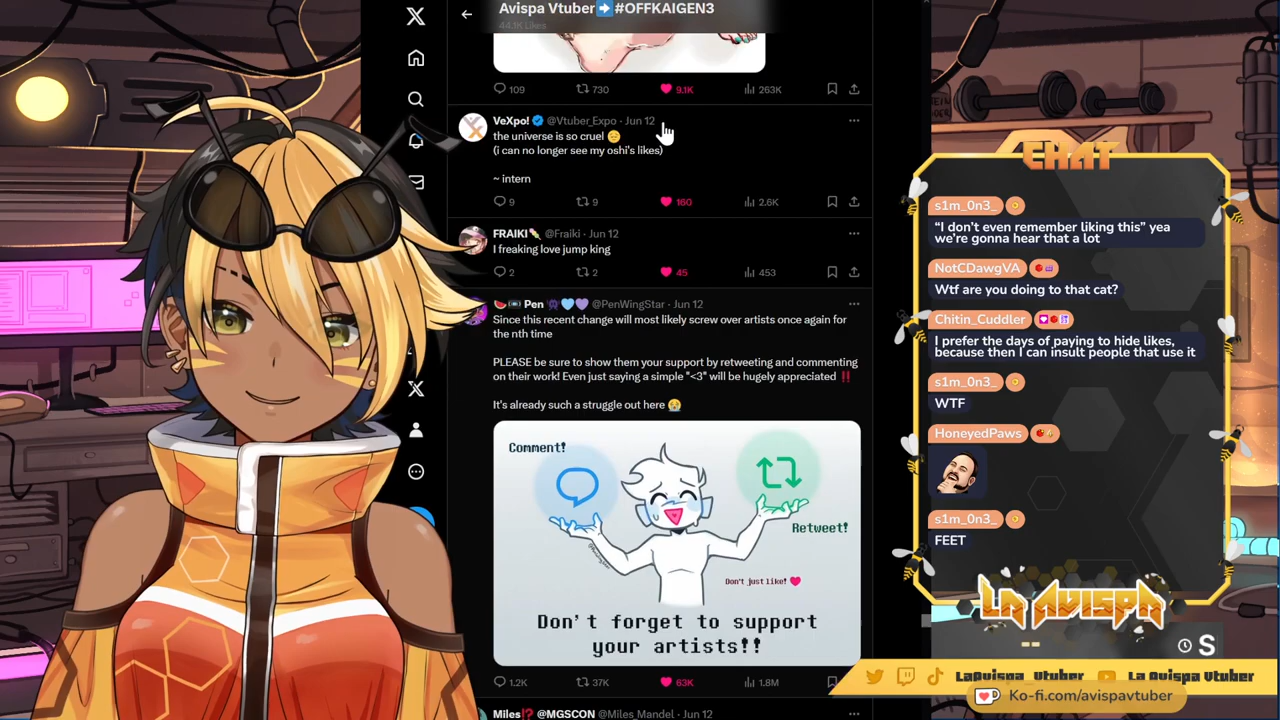 Avispa Vtuber➡️#OFFKAIGEN3
44.1K Likes
109
730
9.1K
263K
VeXpo! @Vtuber_Expo · Jun 12
the universe is so cruel 😔
(i can no longer see my oshi's likes)
~ intern
9
9
160
2.6K
FRAIKI @Fraiki · Jun 12
I freaking love jump king
2
2
45
453
Pen @PenWingStar · Jun 12
Since this recent change will most likely screw over artists once again for
the nth time
PLEASE be sure to show them your support by retweeting and commenting
on their work! Even just saying a simple "<3" will be hugely appreciated ‼️
It's already such a struggle out here 😭
Comment!
Retweet!
Don't just like!
Don't forget to support
your artists!!
1.2K
37K
63K
1.8M
Miles⁉️ @MGSCON @Miles_Mandel · Jun 12
CHAT
s1m_0n3_
“I don't even remember liking this” yea
we're gonna hear that a lot
NotCDawgVA
Wtf are you doing to that cat?
Chitin_Cuddler
I prefer the days of paying to hide likes,
because then I can insult people that use it
s1m_0n3_
WTF
HoneyedPaws
s1m_0n3_
FEET
LA AVISPA
--
S
LaAvispa_Vtuber
La Avispa Vtuber
Ko-fi.com/avispavtuber